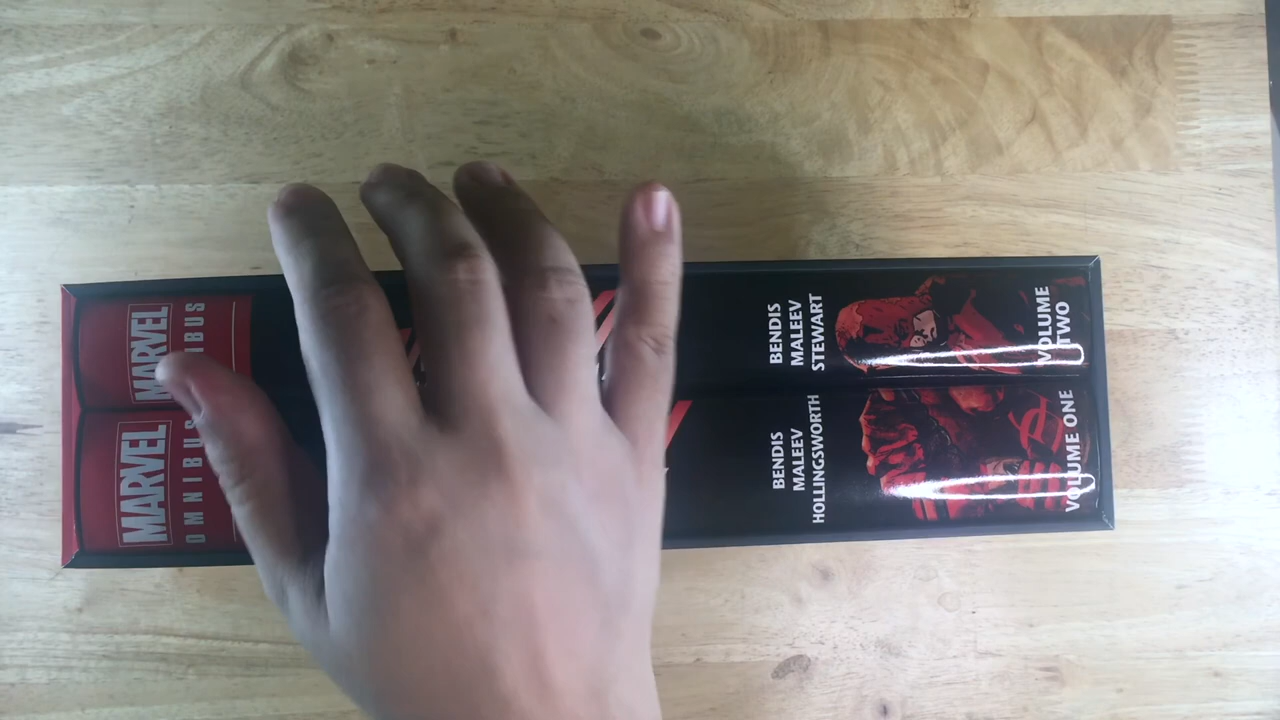 MARVEL
BENDIS
MALEEV
STEWART
VOLUME
TWO
MARVEL
OMNIBUS
BENDIS
MALEEV
HOLLINGSWORTH
VOLUME ONE